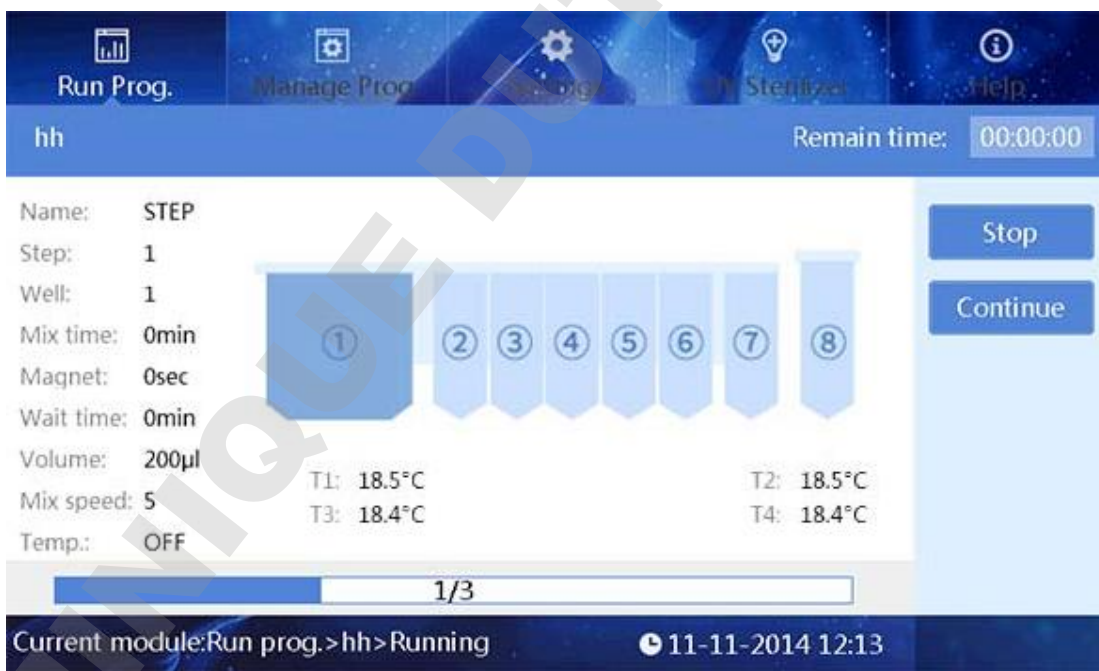 Run Prog.
Manage Prog.
Settings
UV Sterilizer
Help
hh
Remain time: 00:00:00
Name: STEP
Step: 1
Well: 1
Mix time: 0min
Magnet: 0sec
Wait time: 0min
Volume: 200µl
Mix speed: 5
Temp.: OFF
① ② ③ ④ ⑤ ⑥ ⑦ ⑧
T1: 18.5°C T2: 18.5°C
T3: 18.4°C T4: 18.4°C
Stop
Continue
1/3
Current module:Run prog.>hh>Running
11-11-2014 12:13